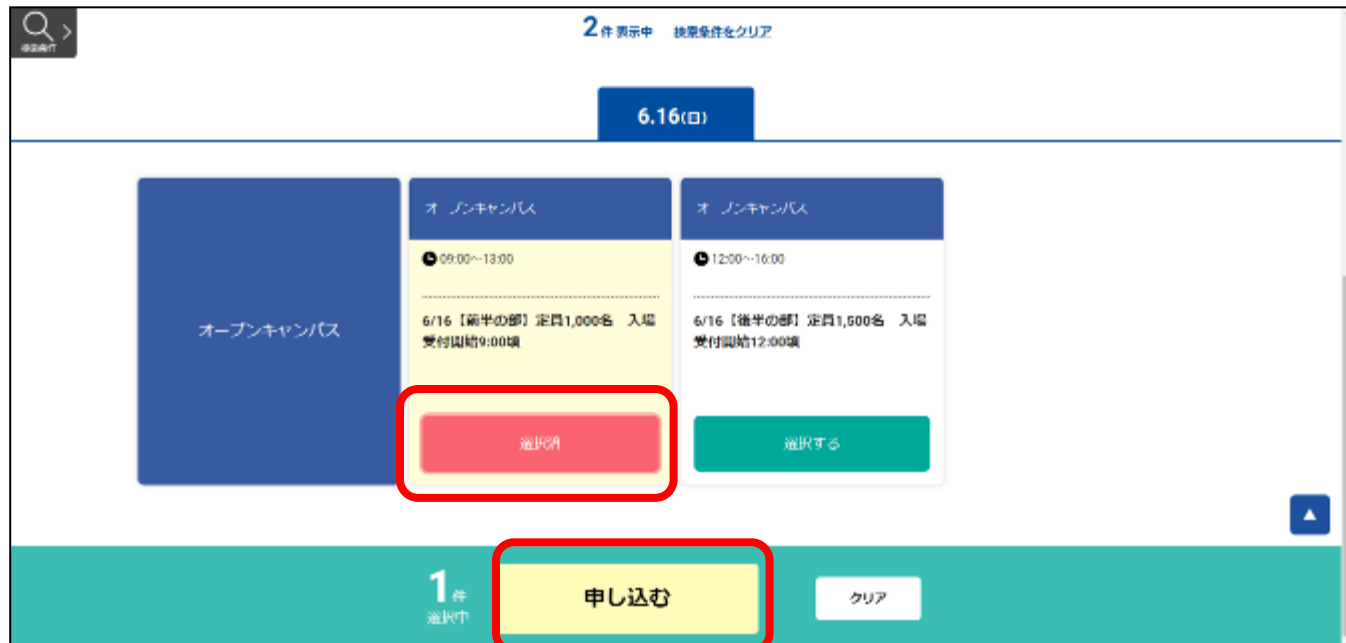 2件表示中 検索条件をクリア
検索条件
6.16(日)
オープンキャンパス
オープンキャンパス
09:00~13:00
6/16【前半の部】定員1,000名 入場
受付開始9:00頃
選択済
オープンキャンパス
12:00~16:00
6/16【後半の部】定員1,500名 入場
受付開始12:00頃
選択する
1件
選択中
申し込む
クリア